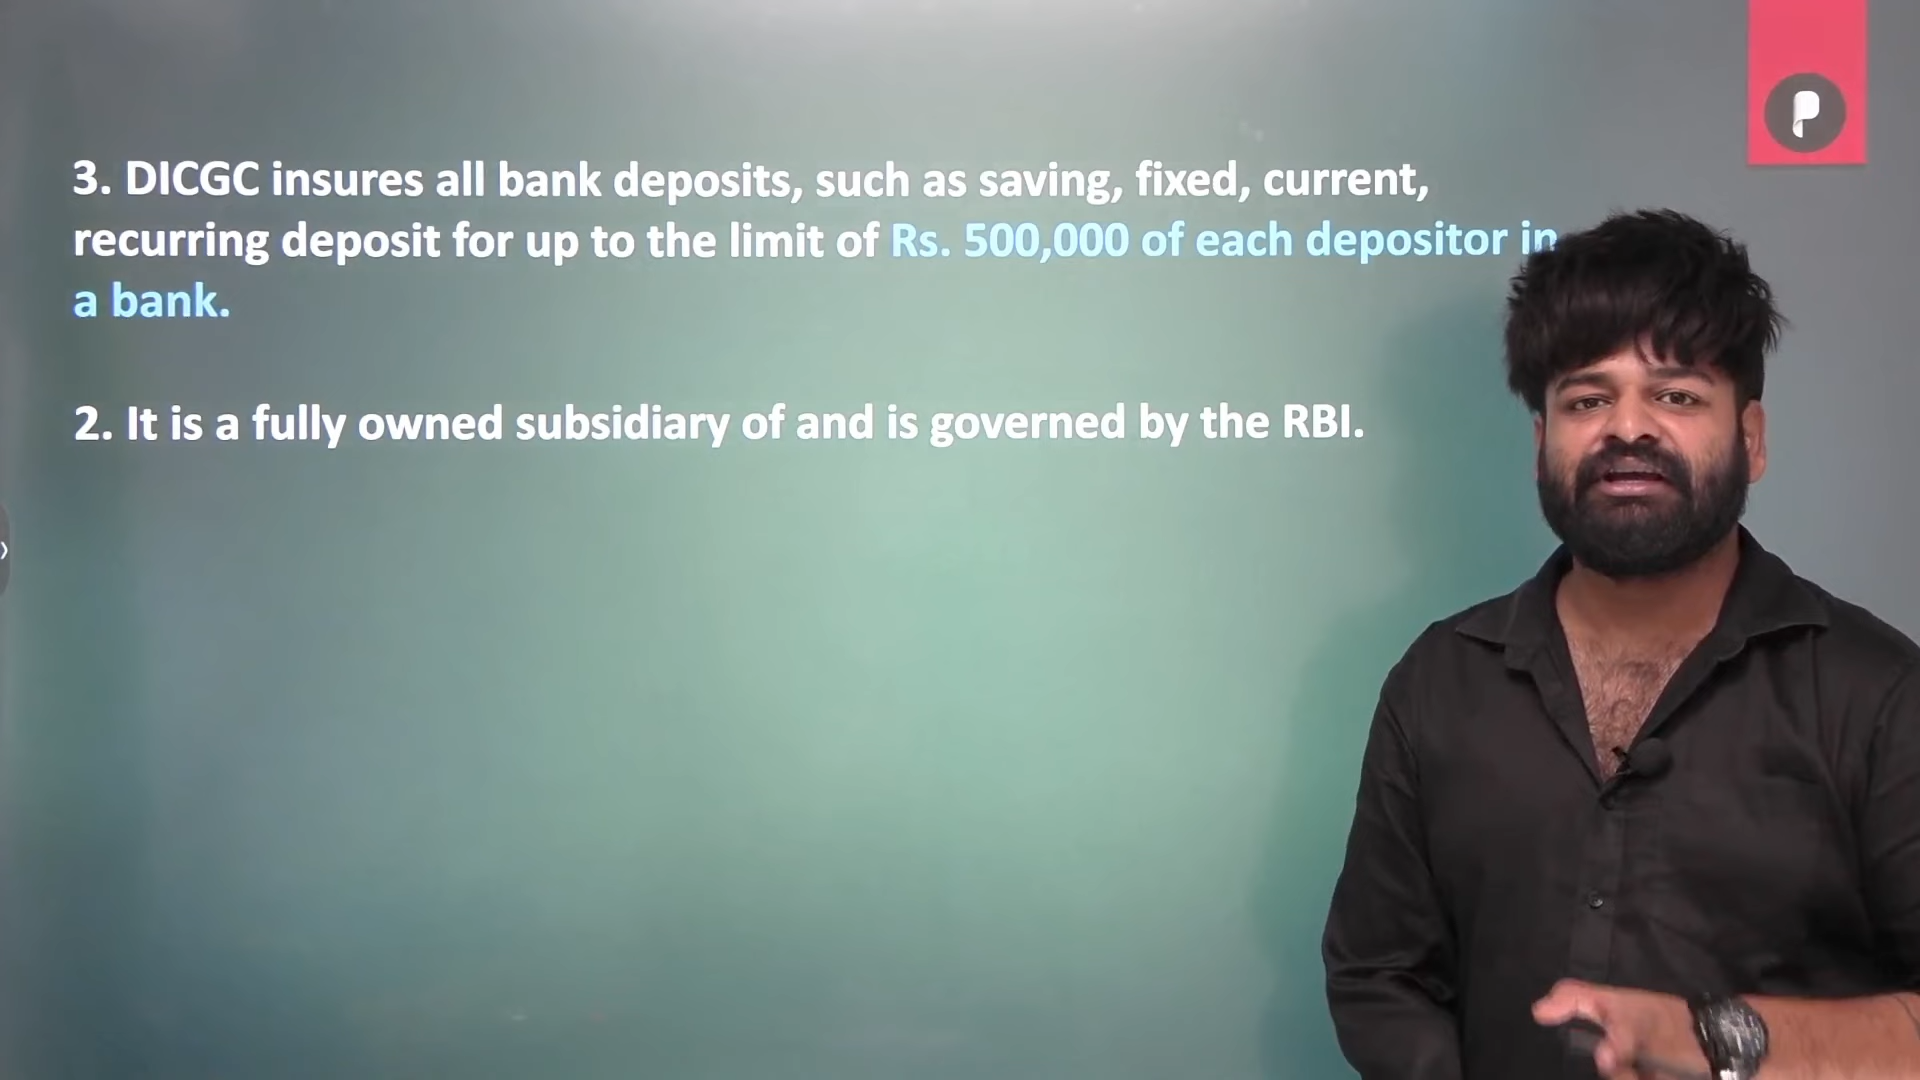 3. DICGC insures all bank deposits, such as saving, fixed, current,
recurring deposit for up to the limit of Rs. 500,000 of each depositor in
a bank.
2. It is a fully owned subsidiary of and is governed by the RBI.